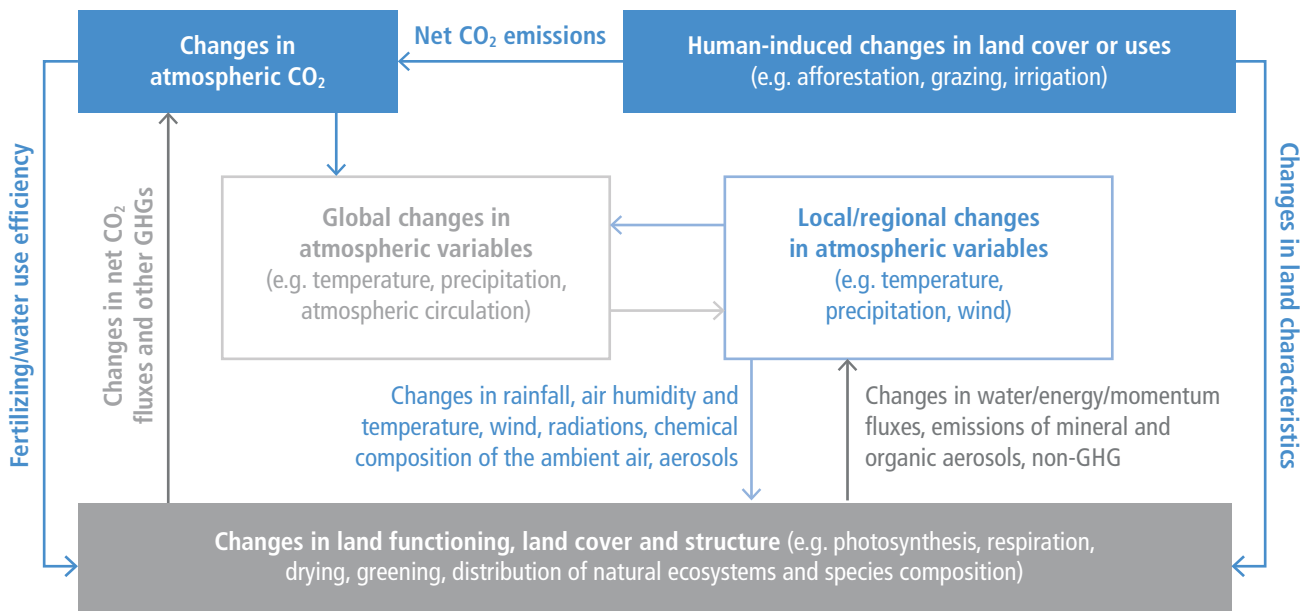 Changes in
atmospheric CO₂
Net CO₂ emissions
Human-induced changes in land cover or uses
(e.g. afforestation, grazing, irrigation)
Fertilizing/water use efficiency
Changes in net CO₂
fluxes and other GHGs
Global changes in
atmospheric variables
(e.g. temperature, precipitation,
atmospheric circulation)
Local/regional changes
in atmospheric variables
(e.g. temperature,
precipitation, wind)
Changes in land characteristics
Changes in rainfall, air humidity and
temperature, wind, radiations, chemical
composition of the ambient air, aerosols
Changes in water/energy/momentum
fluxes, emissions of mineral and
organic aerosols, non-GHG
Changes in land functioning, land cover and structure (e.g. photosynthesis, respiration,
drying, greening, distribution of natural ecosystems and species composition)